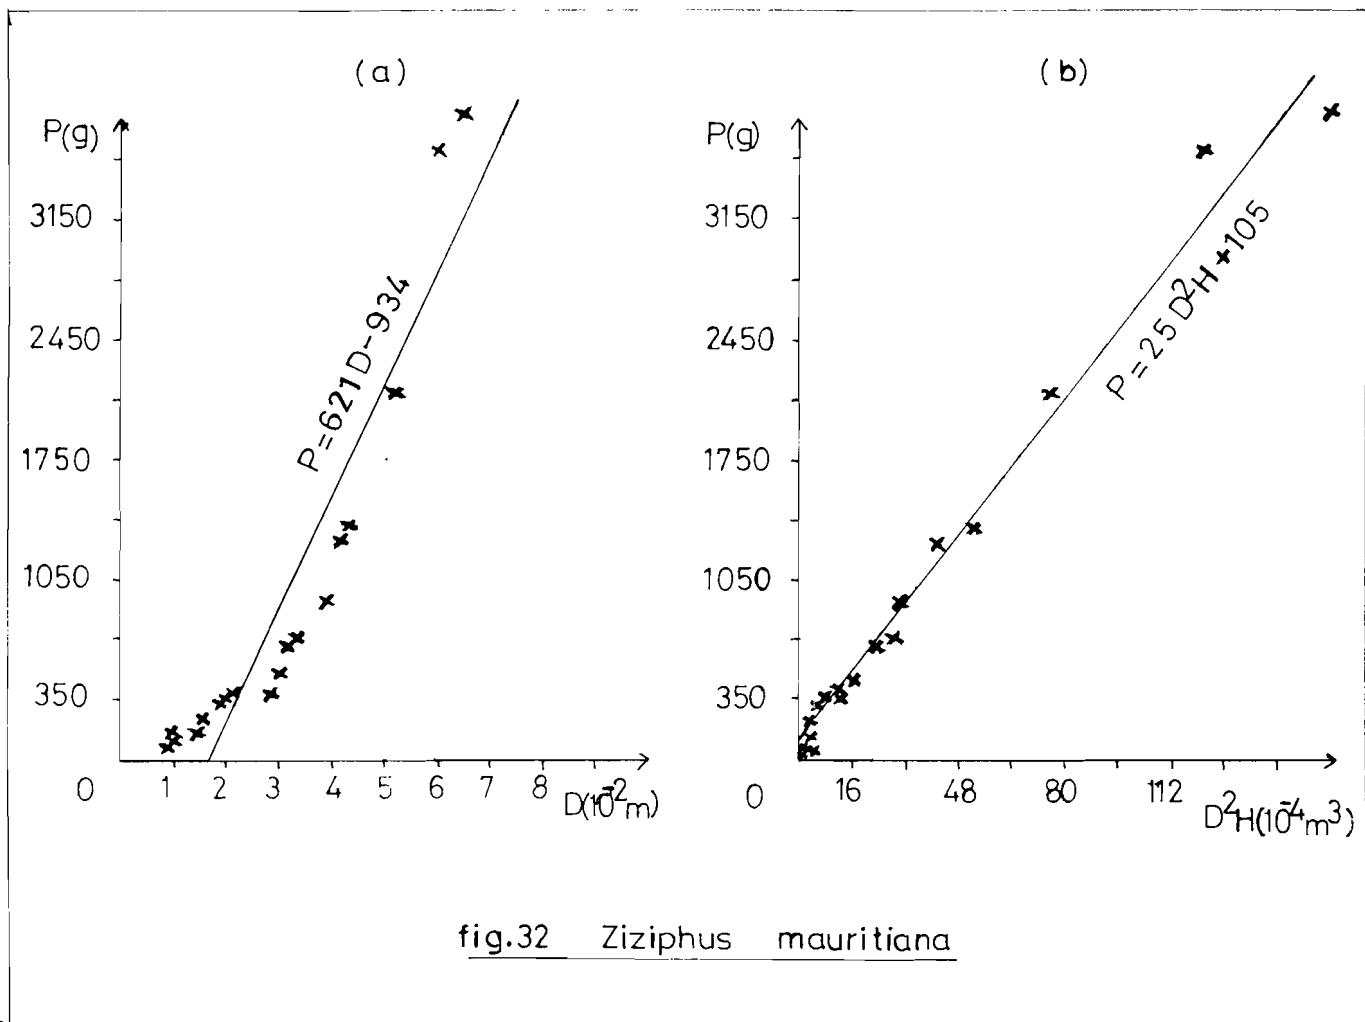 (a)
P(g)
3150
2450
1750
1050
350
0
1 2 3 4 5 6 7 8
D(10⁻²m)
P=621D-934
(b)
P(g)
3150
2450
1750
1050
350
0
16 48 80 112
D²H(10⁻⁴m³)
P=25D²H+105
fig.32 Ziziphus mauritiana